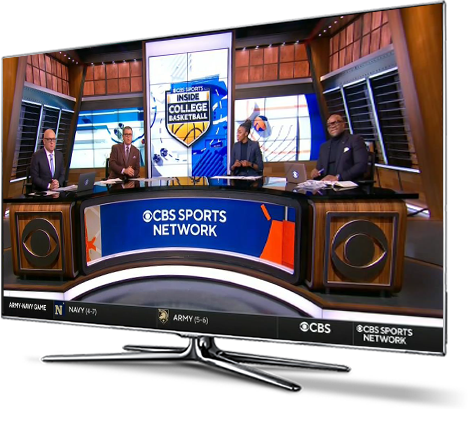 CBS SPORTS
INSIDE
COLLEGE
BASKETBALL
CBS SPORTS
NETWORK
ARMY-NAVY GAME
N
NAVY (4-7)
ARMY (5-6)
CBS
CBS SPORTS
NETWORK